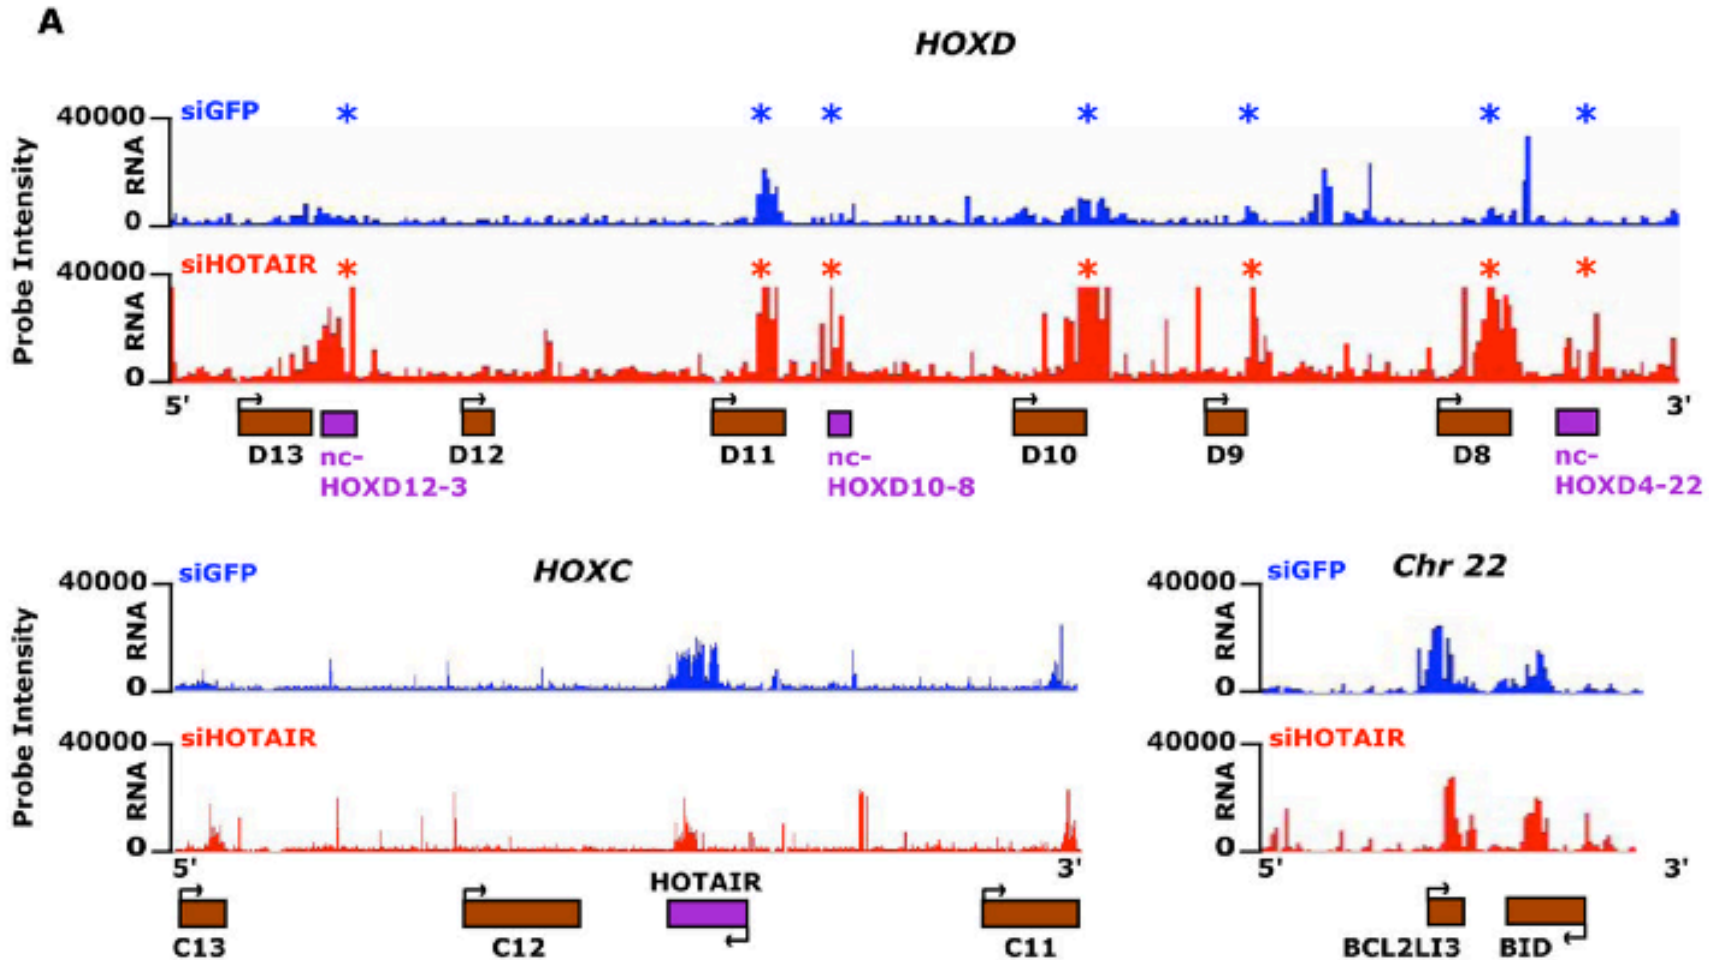 A
HOXD
40000
siGFP
* * * * * * *
RNA
0
Probe Intensity
40000
siHOTAIR
* * * * * * *
RNA
0
5' 3'
D13 nc-HOXD12-3 D12 D11 nc-HOXD10-8 D10 D9 D8 nc-HOXD4-22
HOXC
40000
siGFP
RNA
0
Probe Intensity
40000
siHOTAIR
RNA
0
5' 3'
HOTAIR
C13 C12 C11
Chr 22
40000
siGFP
RNA
0
40000
siHOTAIR
RNA
0
5' 3'
BCL2LI3 BID